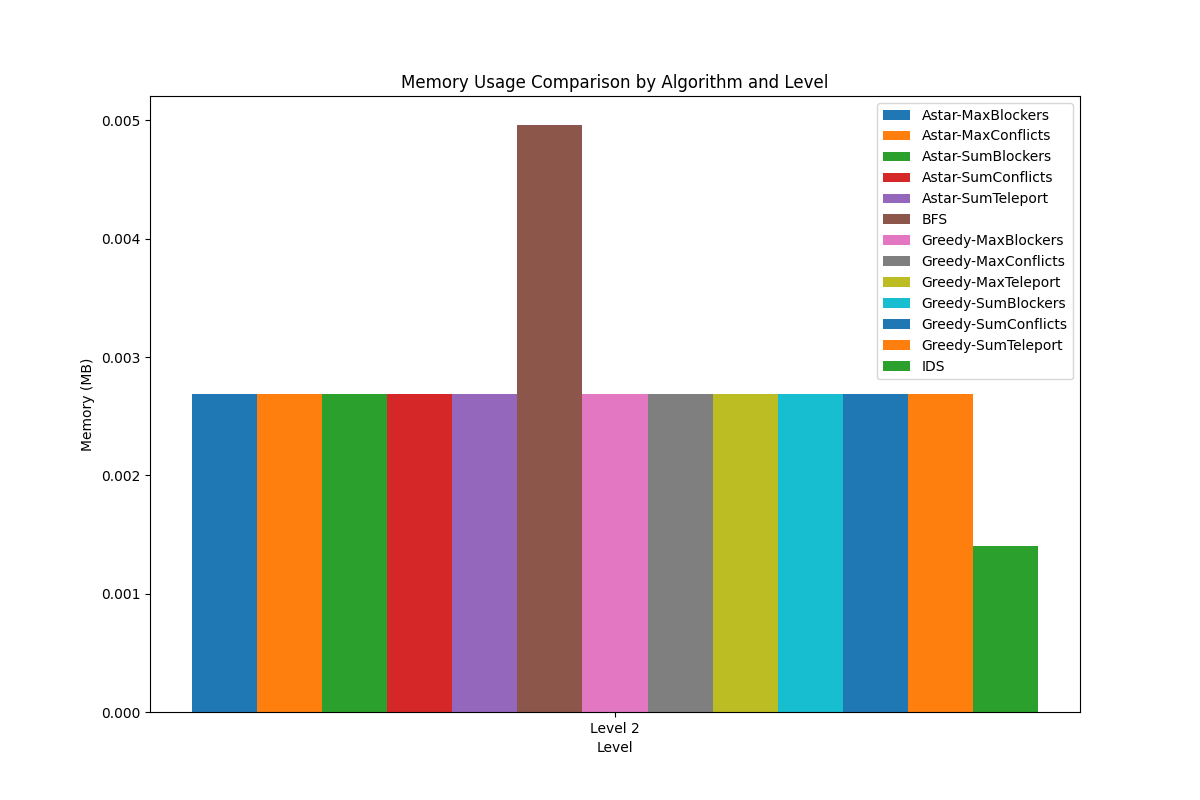 Memory Usage Comparison by Algorithm and Level
0.005
0.004
0.003
0.002
0.001
0.000
Memory (MB)
Astar-MaxBlockers
Astar-MaxConflicts
Astar-SumBlockers
Astar-SumConflicts
Astar-SumTeleport
BFS
Greedy-MaxBlockers
Greedy-MaxConflicts
Greedy-MaxTeleport
Greedy-SumBlockers
Greedy-SumConflicts
Greedy-SumTeleport
IDS
Level 2
Level